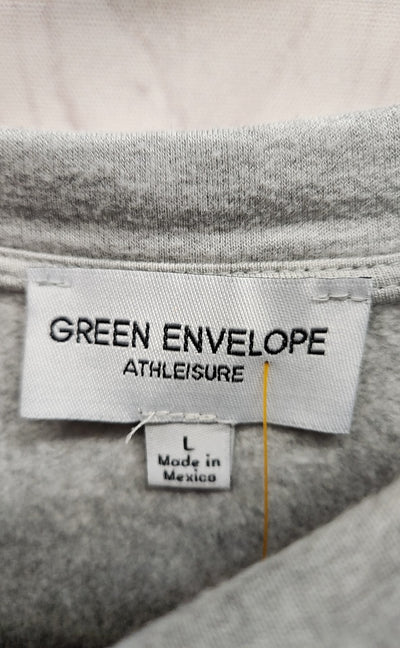 GREEN ENVELOPE
ATHLEISURE
L
Made in
Mexico